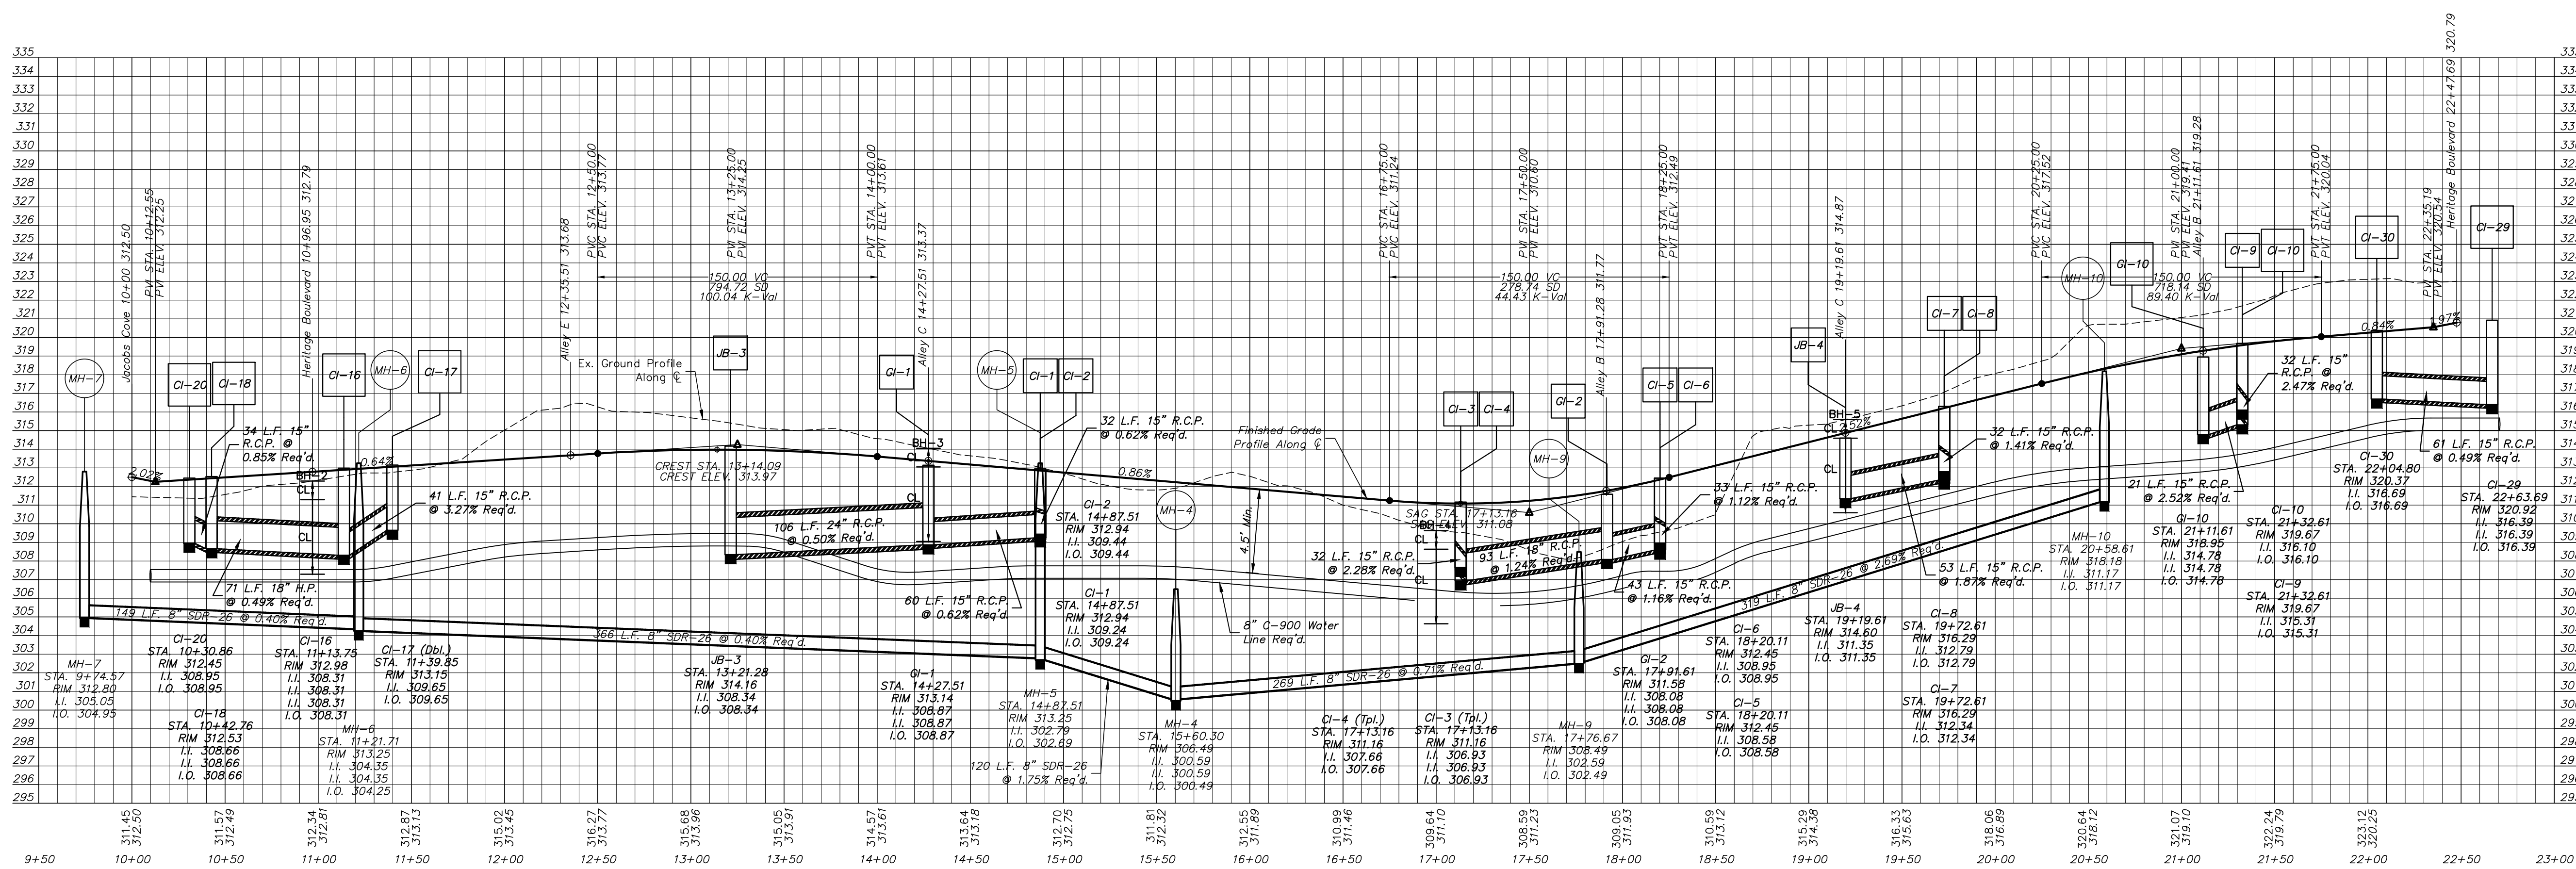 335
334
333
332
331
330
329
328
327
326
325
324
323
322
321
320
319
318
317
316
315
314
313
312
311
310
309
308
307
306
305
304
303
302
301
300
299
298
297
296
295
MH-7
Jacobs Cove 10+00 312.50
PVI STA. 10+12.55
PVI ELEV. 312.25
2.02%
CI-20
CI-18
34 L.F. 15"
R.C.P. @
0.85% Req'd.
Heritage Boulevard 10+96.95 312.79
BH-2
CL
CL
CI-16
MH-6
CI-17
0.64%
41 L.F. 15" R.C.P.
@ 3.27% Req'd.
71 L.F. 18" H.P.
@ 0.49% Req'd.
149 L.F. 8" SDR-26 @ 0.40% Req'd.
366 L.F. 8" SDR-26 @ 0.40% Req'd.
Alley E 12+35.51 313.68
PVC STA. 12+50.00
PVC ELEV. 313.77
PVI STA. 13+25.00
PVI ELEV. 314.25
PVT STA. 14+00.00
PVT ELEV. 313.61
150.00 VC
794.72 SD
100.04 K-Val
Ex. Ground Profile
Along ℄
JB-3
CREST STA. 13+14.09
CREST ELEV. 313.97
106 L.F. 24" R.C.P.
@ 0.50% Req'd.
GI-1
Alley C 14+27.51 313.37
BH-3
CL
CL
MH-5
CI-1
CI-2
32 L.F. 15" R.C.P.
@ 0.62% Req'd.
60 L.F. 15" R.C.P.
@ 0.62% Req'd.
0.86%
MH-4
4.5' Min.
8" C-900 Water
Line Req'd.
120 L.F. 8" SDR-26
@ 1.75% Req'd.
Finished Grade
Profile Along ℄
PVC STA. 16+75.00
PVC ELEV. 311.24
PVI STA. 17+50.00
PVI ELEV. 310.60
PVT STA. 18+25.00
PVT ELEV. 312.49
150.00 VC
278.74 SD
44.43 K-Val
CI-3
CI-4
SAG STA. 17+13.16
SAG ELEV. 311.08
BH-4
CL
CL
32 L.F. 15" R.C.P.
@ 2.28% Req'd.
93 L.F. 18" R.C.P.
@ 1.24% Req'd.
MH-9
GI-2
Alley B 17+91.28 311.77
CI-5
CI-6
33 L.F. 15" R.C.P.
@ 1.12% Req'd.
43 L.F. 15" R.C.P.
@ 1.16% Req'd.
269 L.F. 8" SDR-26 @ 0.71% Req'd.
319 L.F. 8" SDR-26 @ 2.69% Req'd.
JB-4
Alley C 19+19.61 314.87
BH-5
CL
CL
2.52%
CI-7
CI-8
32 L.F. 15" R.C.P.
@ 1.41% Req'd.
53 L.F. 15" R.C.P.
@ 1.87% Req'd.
PVC STA. 20+25.00
PVC ELEV. 317.52
MH-10
GI-10
PVI STA. 21+00.00
PVI ELEV. 319.41
Alley B 21+11.61 319.28
150.00 VC
718.14 SD
89.40 K-Val
CI-9
CI-10
PVT STA. 21+75.00
PVT ELEV. 320.04
32 L.F. 15"
R.C.P. @
2.47% Req'd.
21 L.F. 15" R.C.P.
@ 2.52% Req'd.
CI-30
0.84%
PVI STA. 22+35.19
PVI ELEV. 320.54
Heritage Boulevard 22+47.69 320.79
1.97%
CI-29
61 L.F. 15" R.C.P.
@ 0.49% Req'd.
MH-7
STA. 9+74.57
RIM 312.80
I.I. 305.05
I.O. 304.95
CI-20
STA. 10+30.86
RIM 312.45
I.I. 308.95
I.O. 308.95
CI-18
STA. 10+42.76
RIM 312.53
I.I. 308.66
I.I. 308.66
I.O. 308.66
CI-16
STA. 11+13.75
RIM 312.98
I.I. 308.31
I.I. 308.31
I.O. 308.31
MH-6
STA. 11+21.71
RIM 313.25
I.I. 304.35
I.I. 304.35
I.O. 304.25
CI-17 (Dbl.)
STA. 11+39.85
RIM 313.15
I.I. 309.65
I.O. 309.65
JB-3
STA. 13+21.28
RIM 314.16
I.I. 308.34
I.O. 308.34
GI-1
STA. 14+27.51
RIM 313.14
I.I. 308.87
I.I. 308.87
I.O. 308.87
MH-5
STA. 14+87.51
RIM 313.25
I.I. 302.79
I.O. 302.69
CI-2
STA. 14+87.51
RIM 312.94
I.I. 309.44
I.O. 309.44
CI-1
STA. 14+87.51
RIM 312.94
I.I. 309.24
I.O. 309.24
MH-4
STA. 15+60.30
RIM 306.49
I.I. 300.59
I.I. 300.59
I.O. 300.49
CI-4 (Tpl.)
STA. 17+13.16
RIM 311.16
I.I. 307.66
I.O. 307.66
CI-3 (Tpl.)
STA. 17+13.16
RIM 311.16
I.I. 306.93
I.I. 306.93
I.O. 306.93
MH-9
STA. 17+76.67
RIM 308.49
I.I. 302.59
I.O. 302.49
GI-2
STA. 17+91.61
RIM 311.58
I.I. 308.08
I.I. 308.08
I.O. 308.08
CI-6
STA. 18+20.11
RIM 312.45
I.I. 308.95
I.O. 308.95
CI-5
STA. 18+20.11
RIM 312.45
I.I. 308.58
I.O. 308.58
JB-4
STA. 19+19.61
RIM 314.60
I.I. 311.35
I.O. 311.35
CI-8
STA. 19+72.61
RIM 316.29
I.I. 312.79
I.O. 312.79
CI-7
STA. 19+72.61
RIM 316.29
I.I. 312.34
I.O. 312.34
MH-10
STA. 20+58.61
RIM 318.18
I.I. 311.17
I.O. 311.17
GI-10
STA. 21+11.61
RIM 318.95
I.I. 314.78
I.I. 314.78
I.O. 314.78
CI-10
STA. 21+32.61
RIM 319.67
I.I. 316.10
I.O. 316.10
CI-9
STA. 21+32.61
RIM 319.67
I.I. 315.31
I.O. 315.31
CI-30
STA. 22+04.80
RIM 320.37
I.I. 316.69
I.O. 316.69
CI-29
STA. 22+63.69
RIM 320.92
I.I. 316.39
I.I. 316.39
I.O. 316.39
311.45
312.50
311.57
312.49
312.34
312.81
312.87
313.13
315.02
313.45
316.27
313.77
315.68
313.96
315.05
313.91
314.57
313.61
313.64
313.18
312.70
312.75
311.81
312.32
312.55
311.89
310.99
311.46
309.64
311.10
308.59
311.23
309.05
311.93
310.59
313.12
315.29
314.38
316.33
315.63
318.06
316.89
320.64
318.12
321.07
319.10
322.24
319.79
323.12
320.25
9+50 10+00 10+50 11+00 11+50 12+00 12+50 13+00 13+50 14+00 14+50 15+00 15+50 16+00 16+50 17+00 17+50 18+00 18+50 19+00 19+50 20+00 20+50 21+00 21+50 22+00 22+50 23+00